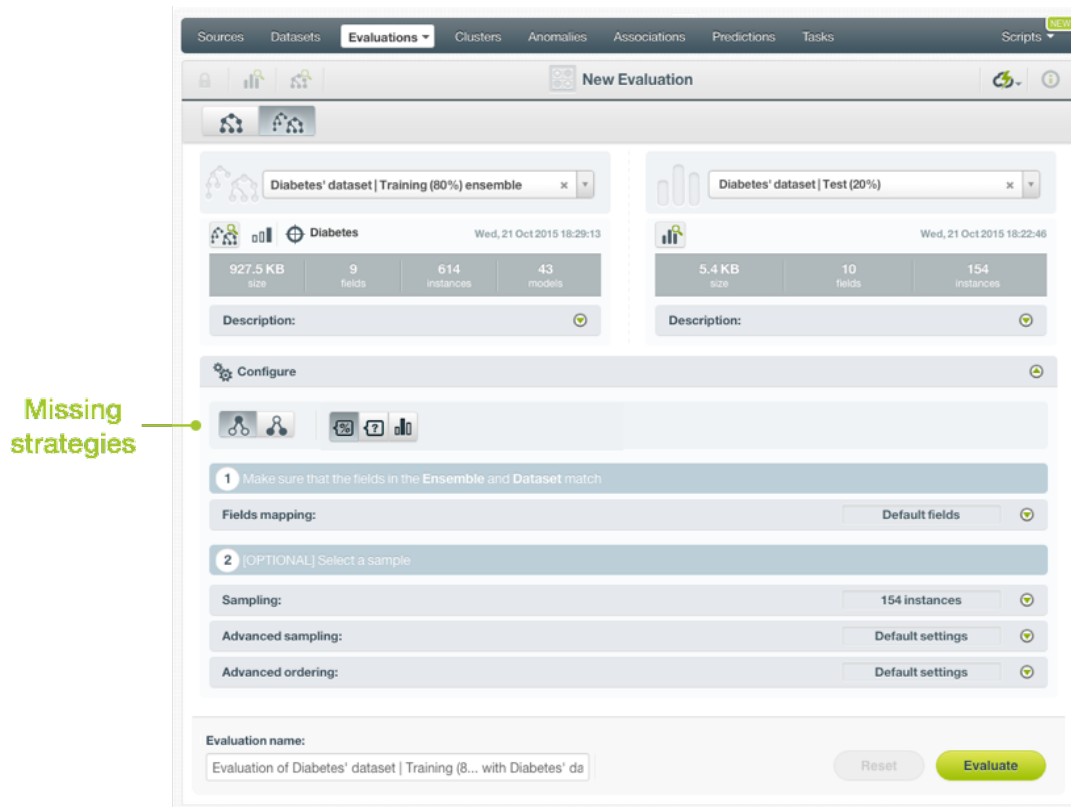 NEW
Sources Datasets Evaluations Clusters Anomalies Associations Predictions Tasks Scripts
New Evaluation
Diabetes' dataset | Training (80%) ensemble × Diabetes' dataset | Test (20%) ×
Diabetes Wed, 21 Oct 2015 18:29:13 Wed, 21 Oct 2015 18:22:46
927.5 KB 9 614 43 5.4 KB 10 154
size fields instances models size fields instances
Description: Description:
Configure
Missing
strategies
% ?
1 Make sure that the fields in the Ensemble and Dataset match
Fields mapping: Default fields
2 [OPTIONAL] Select a sample
Sampling: 154 instances
Advanced sampling: Default settings
Advanced ordering: Default settings
Evaluation name:
Evaluation of Diabetes' dataset | Training (8... with Diabetes' da Reset Evaluate